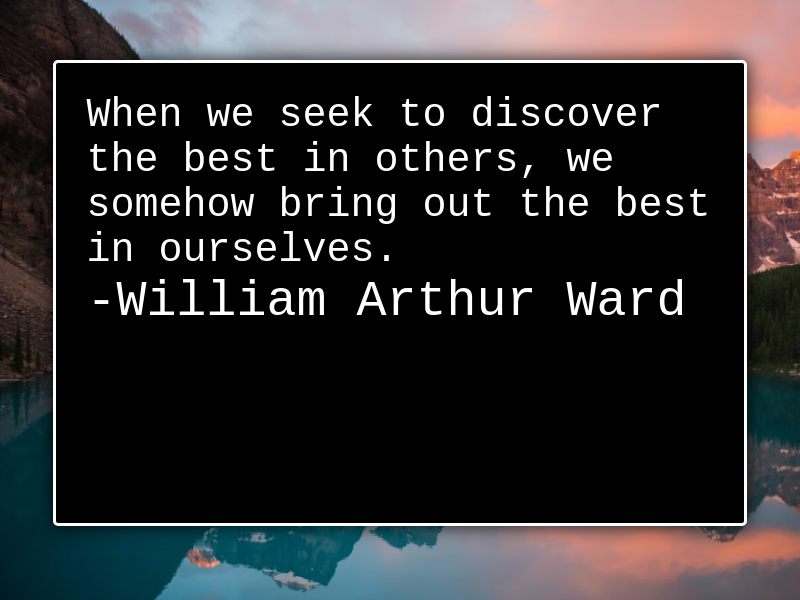 When we seek to discover
the best in others, we
somehow bring out the best
in ourselves.
-William Arthur Ward